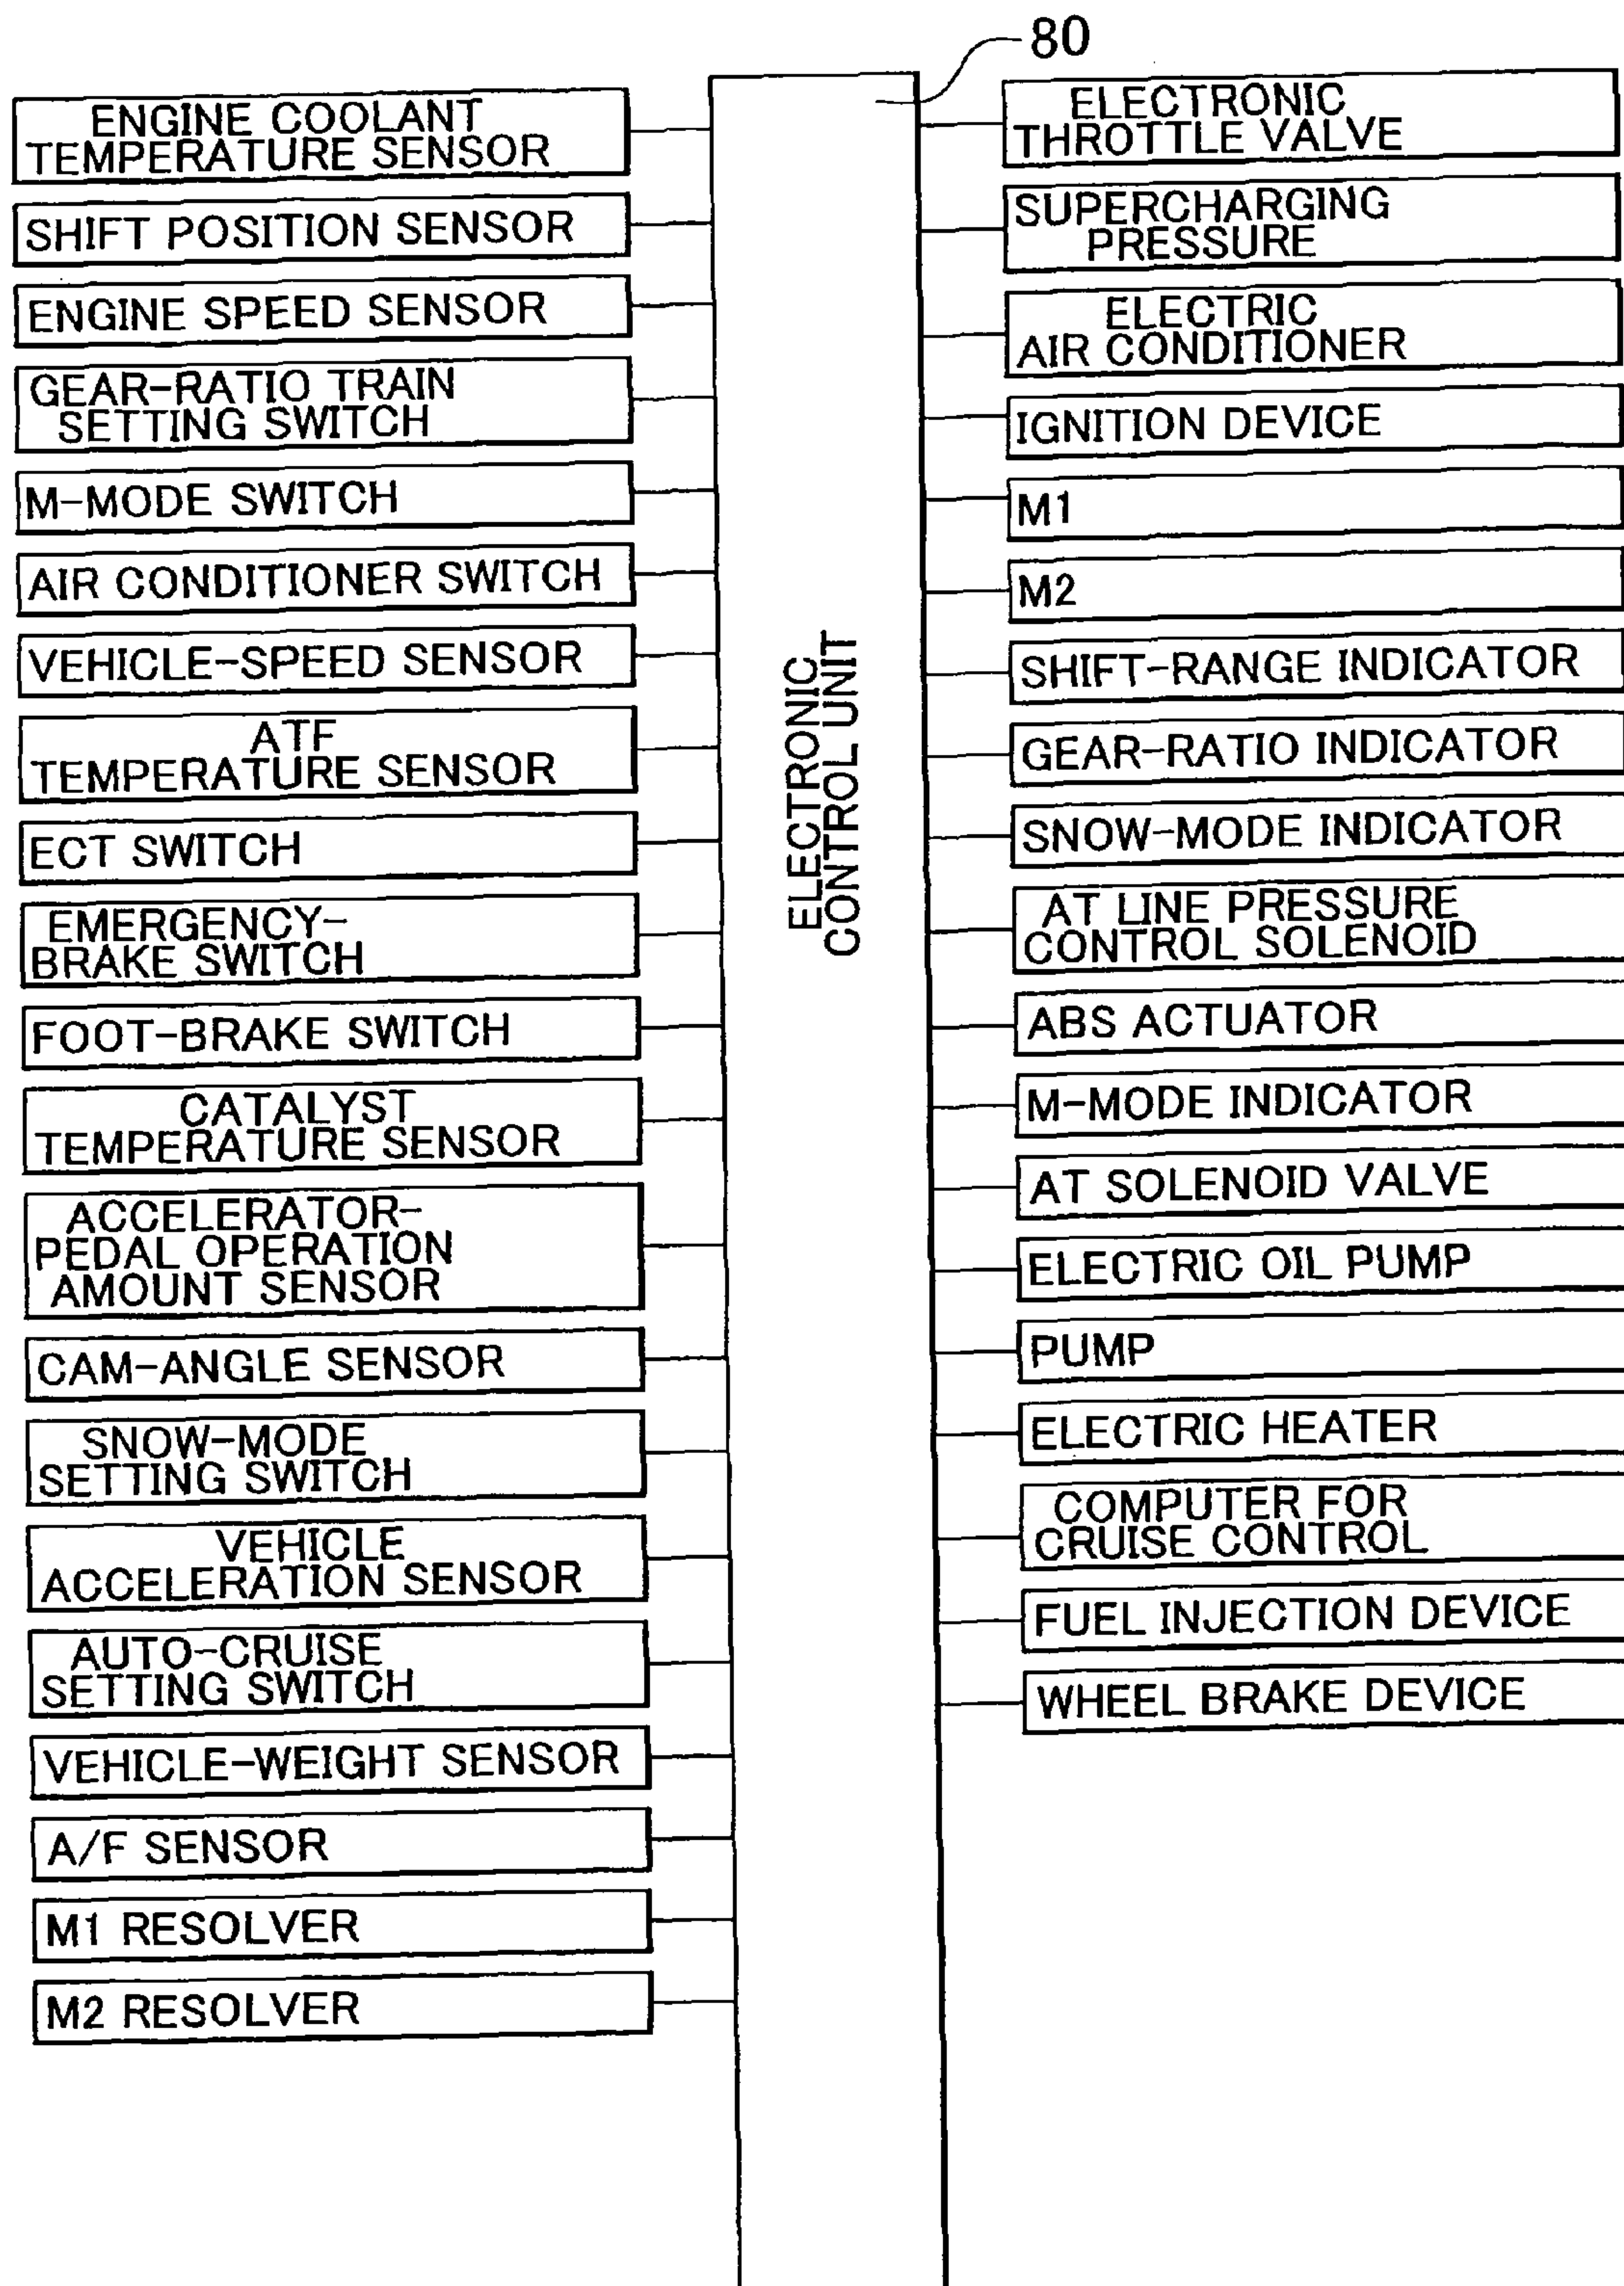 80
ENGINE COOLANT
TEMPERATURE SENSOR
SHIFT POSITION SENSOR
ENGINE SPEED SENSOR
GEAR-RATIO TRAIN
SETTING SWITCH
M-MODE SWITCH
AIR CONDITIONER SWITCH
VEHICLE-SPEED SENSOR
ATF
TEMPERATURE SENSOR
ECT SWITCH
EMERGENCY-
BRAKE SWITCH
FOOT-BRAKE SWITCH
CATALYST
TEMPERATURE SENSOR
ACCELERATOR-
PEDAL OPERATION
AMOUNT SENSOR
CAM-ANGLE SENSOR
SNOW-MODE
SETTING SWITCH
VEHICLE
ACCELERATION SENSOR
AUTO-CRUISE
SETTING SWITCH
VEHICLE-WEIGHT SENSOR
A/F SENSOR
M1 RESOLVER
M2 RESOLVER
ELECTRONIC
CONTROL UNIT
ELECTRONIC
THROTTLE VALVE
SUPERCHARGING
PRESSURE
ELECTRIC
AIR CONDITIONER
IGNITION DEVICE
M1
M2
SHIFT-RANGE INDICATOR
GEAR-RATIO INDICATOR
SNOW-MODE INDICATOR
AT LINE PRESSURE
CONTROL SOLENOID
ABS ACTUATOR
M-MODE INDICATOR
AT SOLENOID VALVE
ELECTRIC OIL PUMP
PUMP
ELECTRIC HEATER
COMPUTER FOR
CRUISE CONTROL
FUEL INJECTION DEVICE
WHEEL BRAKE DEVICE